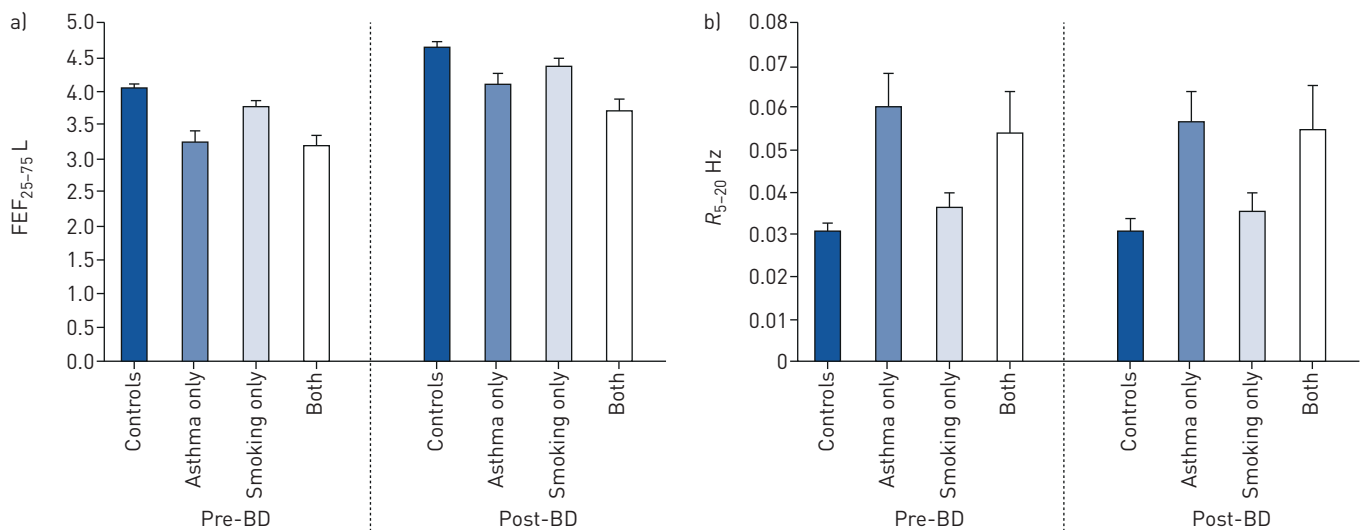 a)
FEF25–75 L
5.0
4.5
4.0
3.5
3.0
2.5
2.0
1.5
1.0
0.5
0.0
Controls
Asthma only
Smoking only
Both
Controls
Asthma only
Smoking only
Both
Pre-BD
Post-BD
b)
R5–20 Hz
0.08
0.07
0.06
0.05
0.04
0.03
0.02
0.01
0
Controls
Asthma only
Smoking only
Both
Controls
Asthma only
Smoking only
Both
Pre-BD
Post-BD